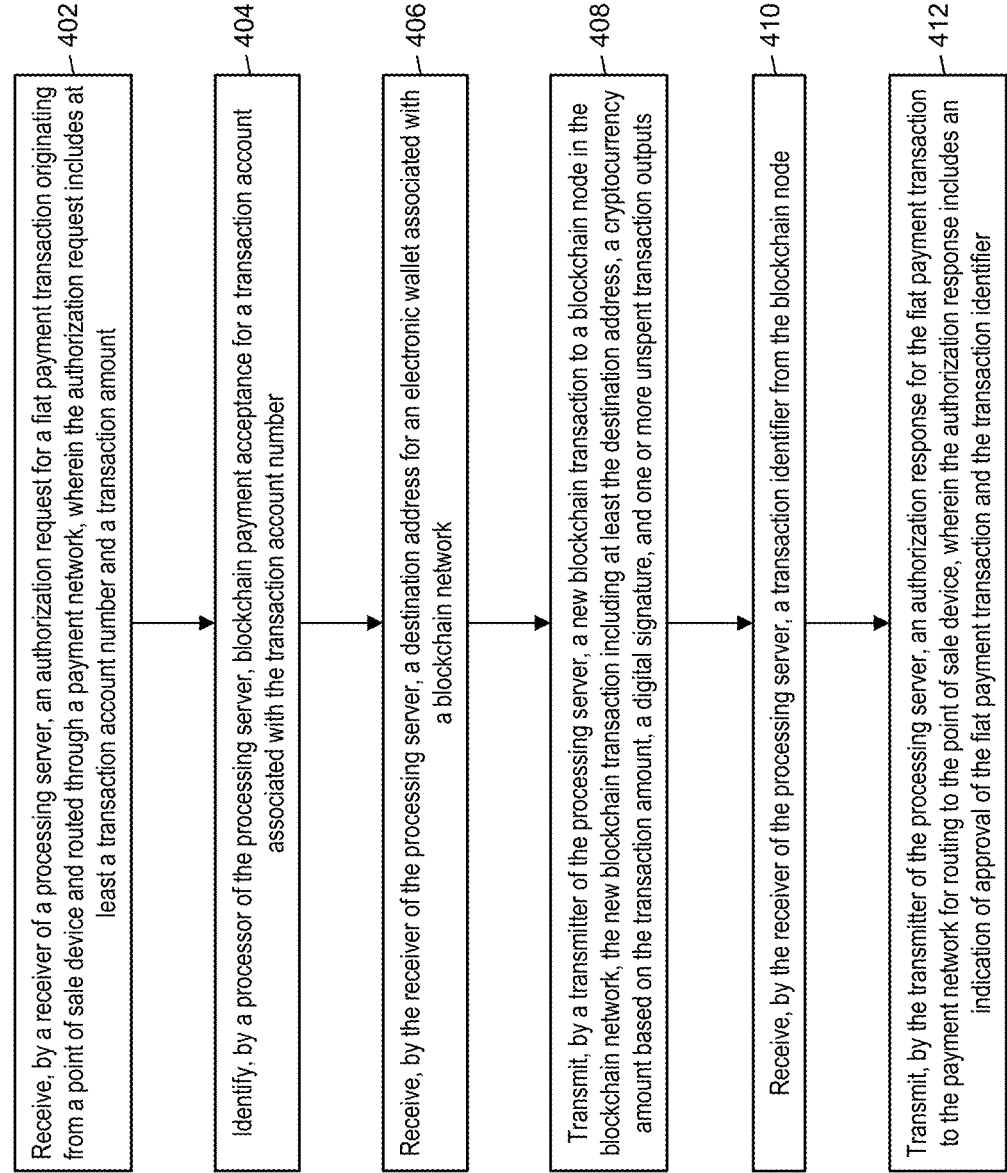 Receive, by a receiver of a processing server, an authorization request for a fiat payment transaction originating
from a point of sale device and routed through a payment network, wherein the authorization request includes at
least a transaction account number and a transaction amount
402
Identify, by a processor of the processing server, blockchain payment acceptance for a transaction account
associated with the transaction account number
404
Receive, by the receiver of the processing server, a destination address for an electronic wallet associated with
a blockchain network
406
Transmit, by a transmitter of the processing server, a new blockchain transaction to a blockchain node in the
blockchain network, the new blockchain transaction including at least the destination address, a cryptocurrency
amount based on the transaction amount, a digital signature, and one or more unspent transaction outputs
408
Receive, by the receiver of the processing server, a transaction identifier from the blockchain node
410
Transmit, by the transmitter of the processing server, an authorization response for the fiat payment transaction
to the payment network for routing to the point of sale device, wherein the authorization response includes an
indication of approval of the fiat payment transaction and the transaction identifier
412